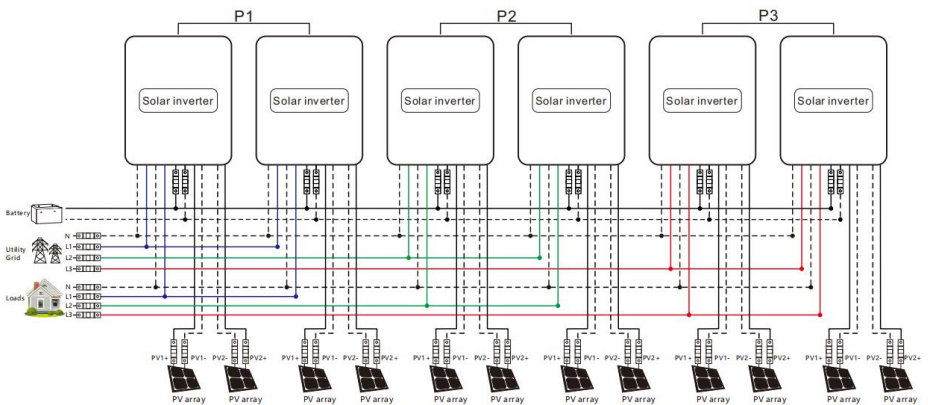 P1 P2 P3
Solar inverter Solar inverter Solar inverter Solar inverter Solar inverter Solar inverter
Battery
N
Utility
Grid
L1
L2
L3
N
Loads
L1
L2
L3
PV1+ PV1- PV2- PV2+ PV1+ PV1- PV2- PV2+ PV1+ PV1- PV2- PV2+ PV1+ PV1- PV2- PV2+ PV1+ PV1- PV2- PV2+ PV1+ PV1- PV2- PV2+
PV array PV array PV array PV array PV array PV array PV array PV array PV array PV array PV array PV array